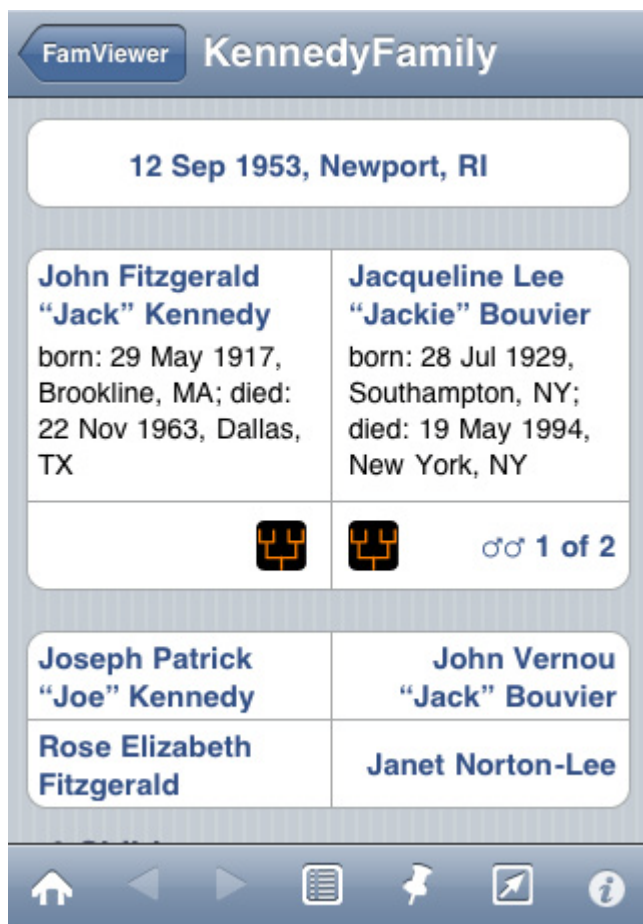 FamViewer KennedyFamily
12 Sep 1953, Newport, RI
John Fitzgerald
“Jack” Kennedy
born: 29 May 1917,
Brookline, MA; died:
22 Nov 1963, Dallas,
TX
Jacqueline Lee
“Jackie” Bouvier
born: 28 Jul 1929,
Southampton, NY;
died: 19 May 1994,
New York, NY
♂♂ 1 of 2
Joseph Patrick
“Joe” Kennedy
John Vernou
“Jack” Bouvier
Rose Elizabeth
Fitzgerald
Janet Norton-Lee